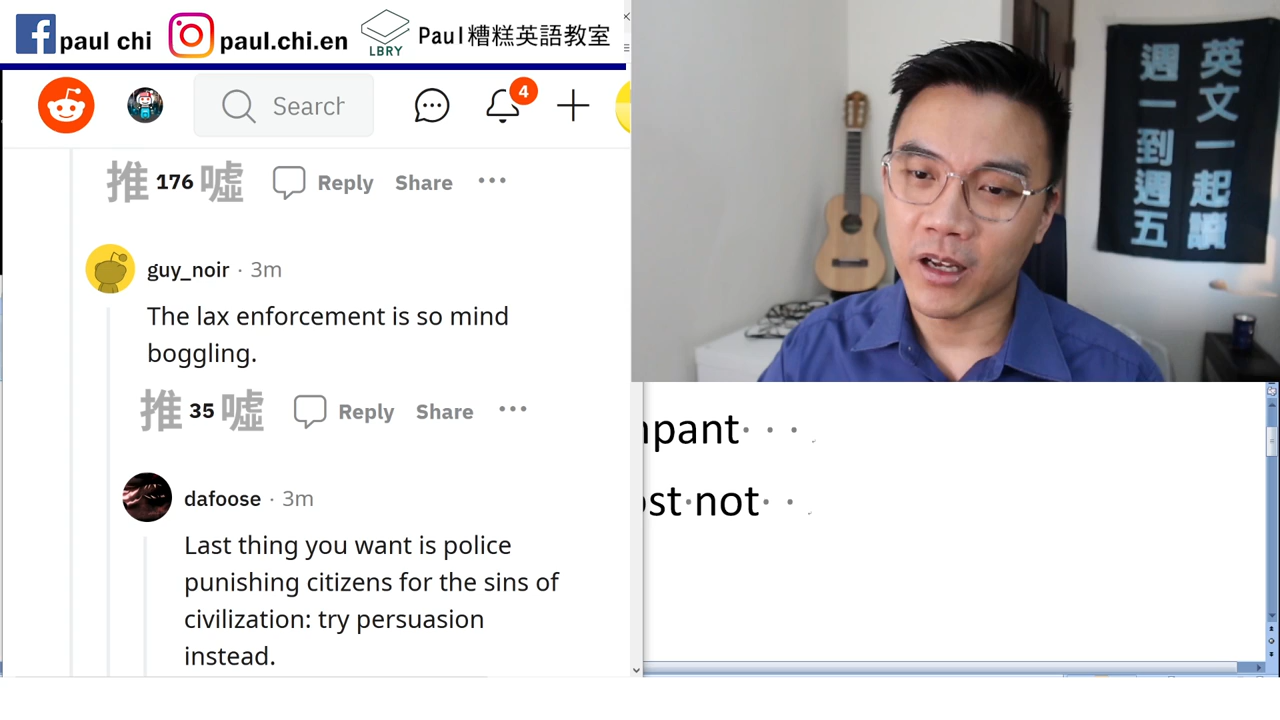 paul chi
paul.chi.en
LBRY
Paul糟糕英語教室
Search
4
推 176 噓 Reply Share
guy_noir · 3m
The lax enforcement is so mind
boggling.
推 35 噓 Reply Share
dafoose · 3m
Last thing you want is police
punishing citizens for the sins of
civilization: try persuasion
instead.
英文一起讀
週一到週五
pant
st not